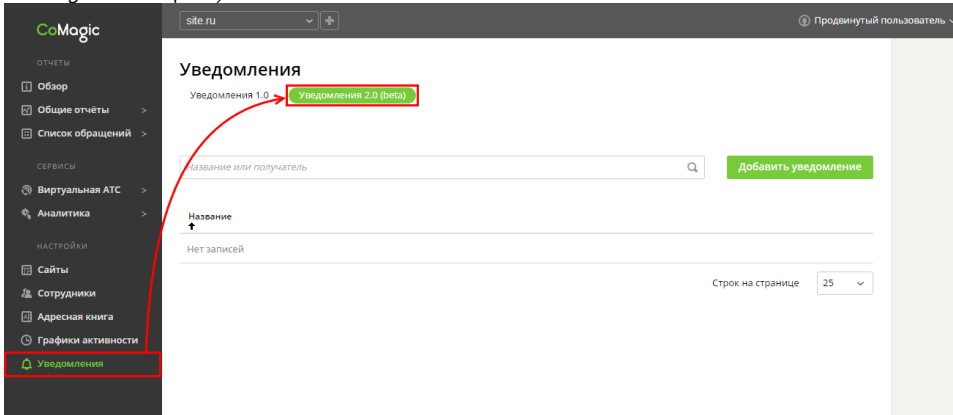 CoMagic
site.ru
Продвинутый пользователь
ОТЧЕТЫ
Обзор
Общие отчёты
Список обращений
СЕРВИСЫ
Виртуальная АТС
Аналитика
НАСТРОЙКИ
Сайты
Сотрудники
Адресная книга
Графики активности
Уведомления
Уведомления
Уведомления 1.0
Уведомления 2.0 (beta)
Название или получатель
Добавить уведомление
Название
Нет записей
Строк на странице
25